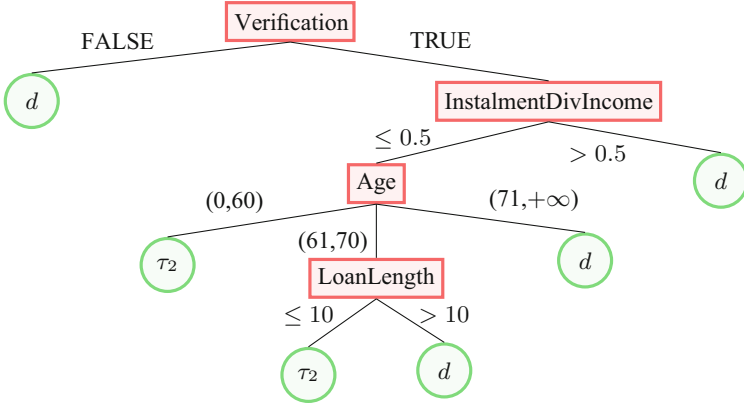 Verification
FALSE
TRUE
d
InstalmentDivIncome
≤ 0.5
> 0.5
Age
d
(0,60)
(61,70)
(71,+∞)
τ₂
LoanLength
d
≤ 10
> 10
τ₂
d